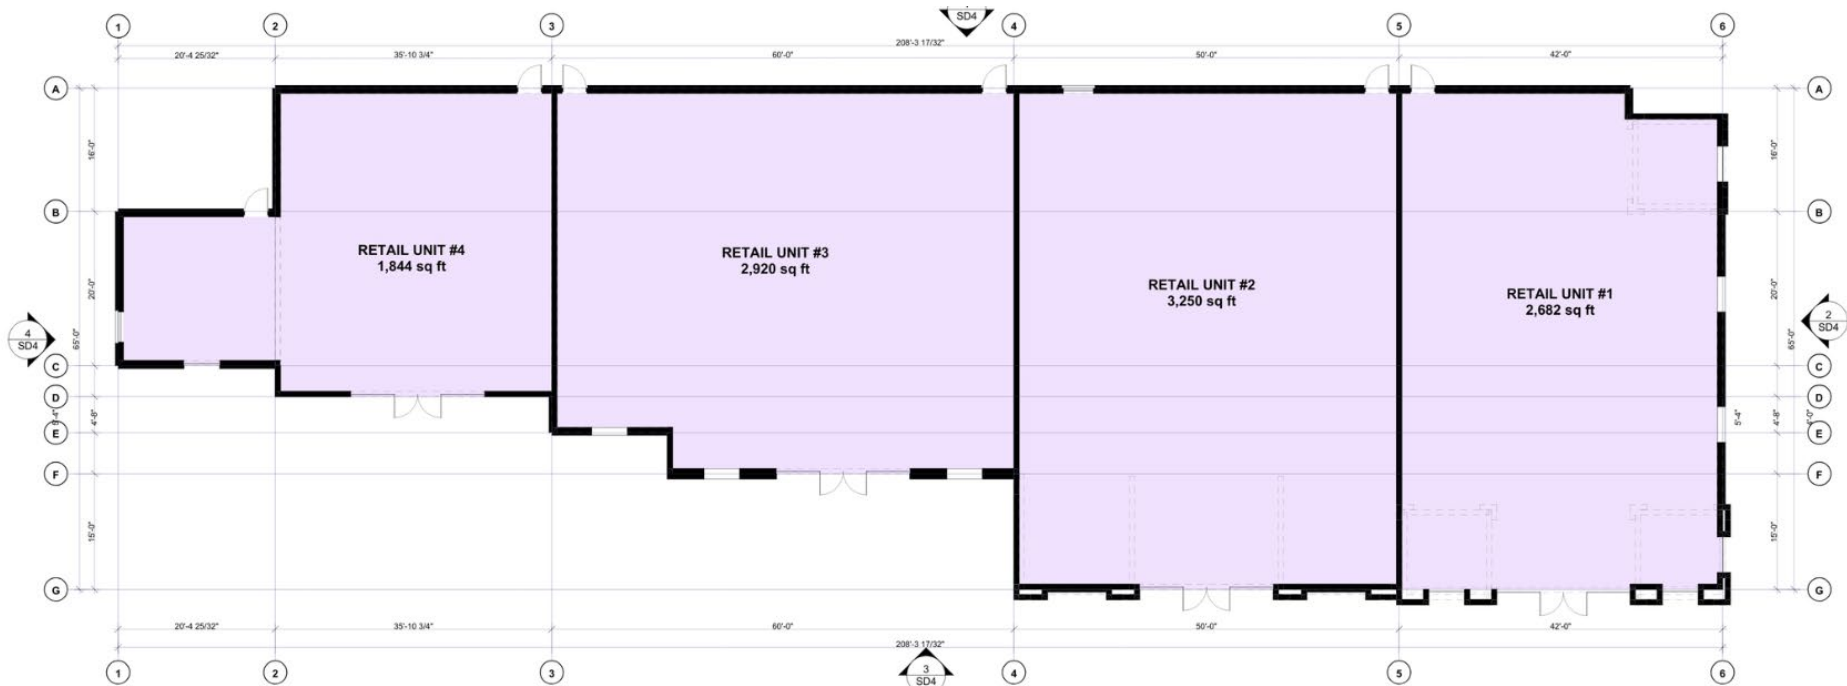 SD4
1 2 3 4 5 6
208'-3 17/32"
20'-4 25/32" 35'-10 3/4" 60'-0" 50'-0" 42'-0"
A A
16'-0" 16'-0"
B B
RETAIL UNIT #4
1,844 sq ft
RETAIL UNIT #3
2,920 sq ft
RETAIL UNIT #2
3,250 sq ft
RETAIL UNIT #1
2,682 sq ft
20'-0" 20'-0"
4
SD4
2
SD4
65'-0" 65'-0"
C C
D D
4'-8" 5'-4" 4'-8"
E E
F F
15'-0" 15'-0"
G G
20'-4 25/32" 35'-10 3/4" 60'-0" 50'-0" 42'-0"
208'-3 17/32"
3
SD4
1 2 3 4 5 6